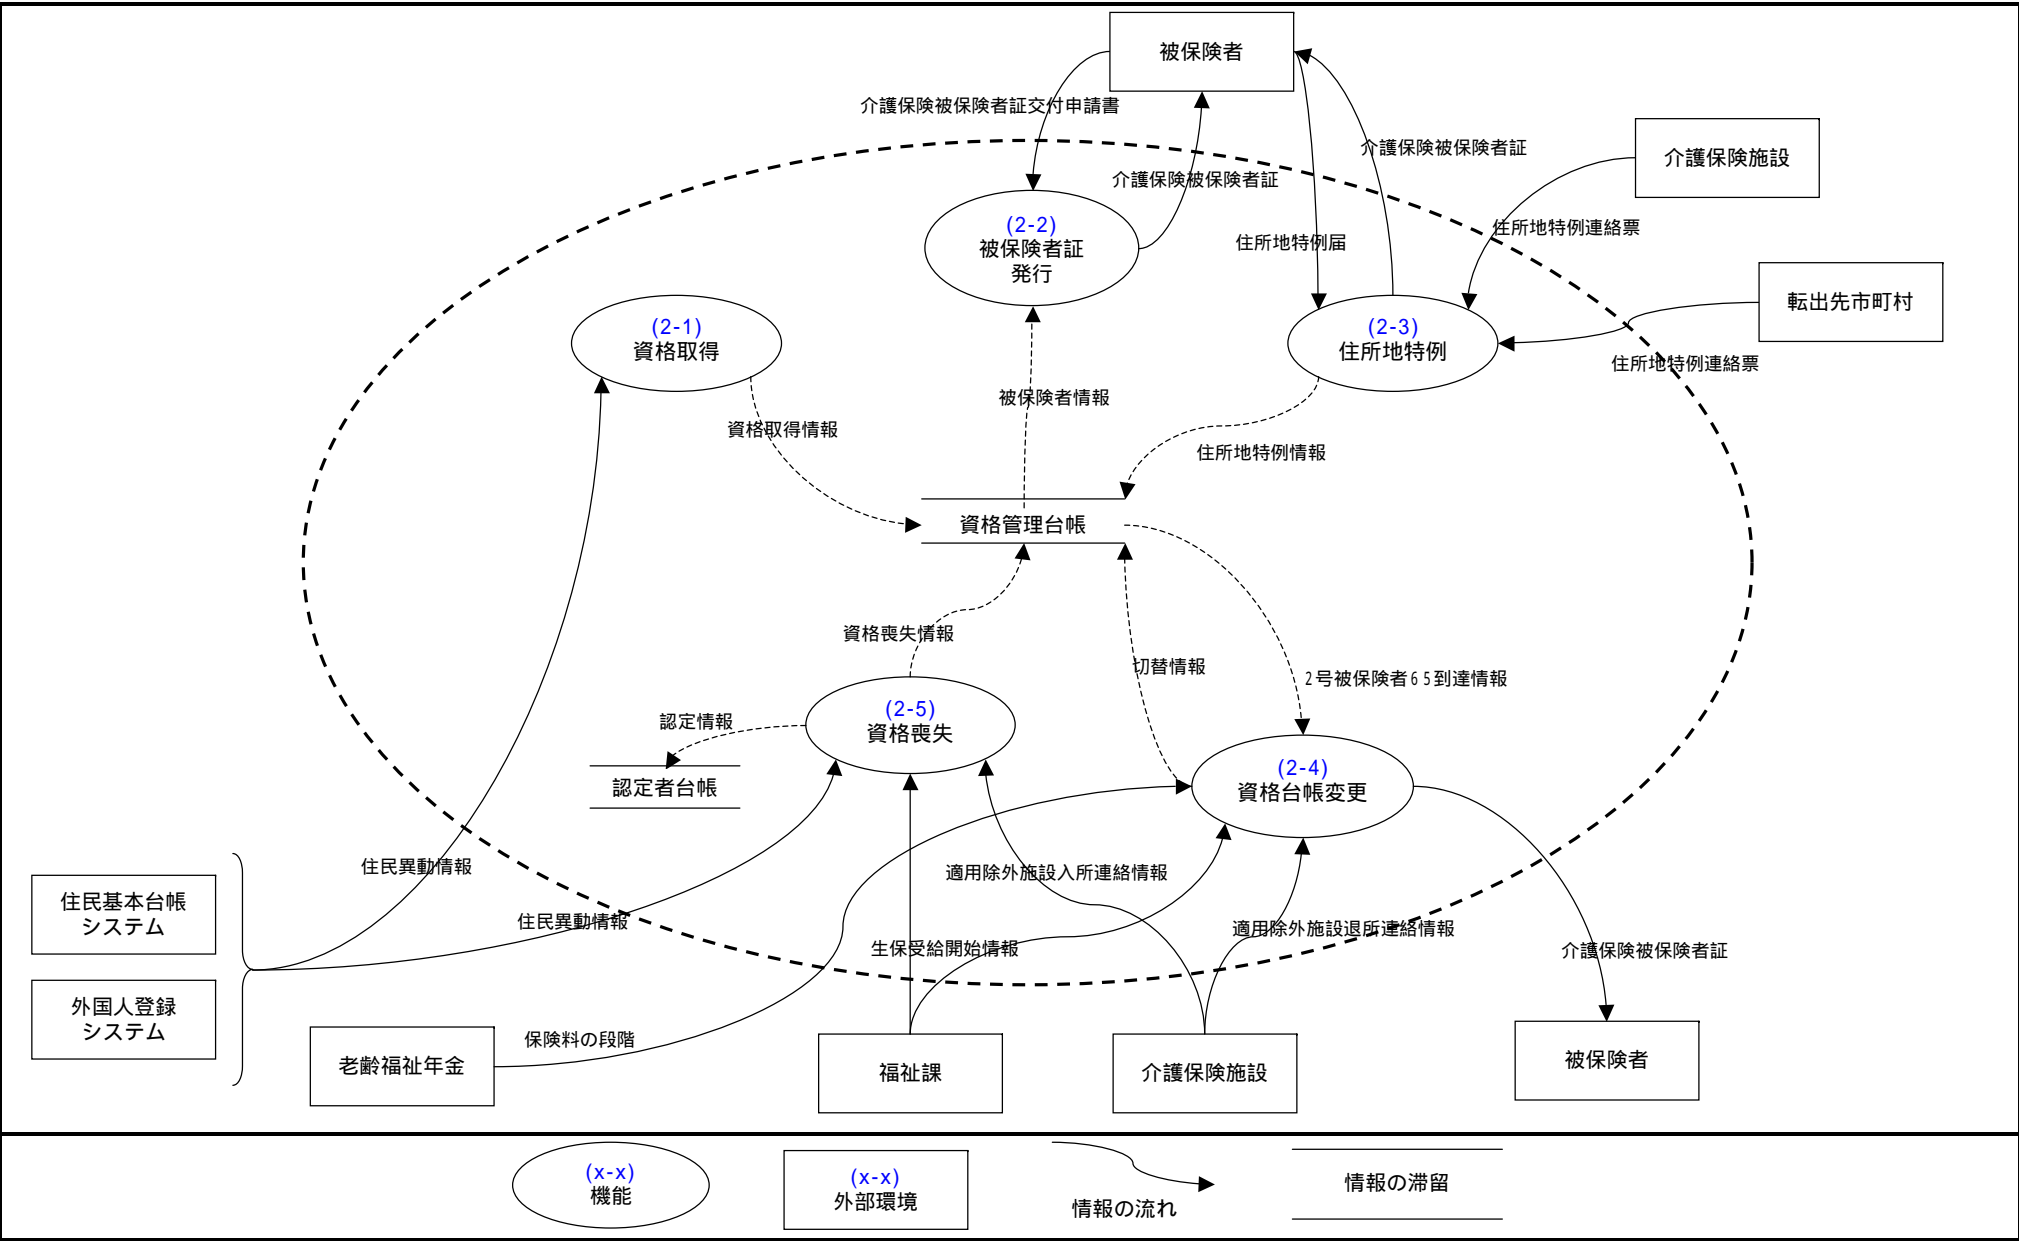 被保険者
介護保険被保険者証交付申請書
介護保険被保険者証
介護保険施設
介護保険被保険者証
(2-2)
被保険者証
発行
住所地特例届
住所地特例連絡票
転出先市町村
(2-1)
資格取得
(2-3)
住所地特例
住所地特例連絡票
被保険者情報
資格取得情報
住所地特例情報
資格管理台帳
資格喪失情報
切替情報
2号被保険者65到達情報
(2-5)
資格喪失
認定情報
認定者台帳
(2-4)
資格台帳変更
住民異動情報
適用除外施設入所連絡情報
住民基本台帳
システム
住民異動情報
生保受給開始情報
適用除外施設退所連絡情報
介護保険被保険者証
外国人登録
システム
保険料の段階
老齢福祉年金
福祉課
介護保険施設
被保険者
(x-x)
機能
(x-x)
外部環境
情報の流れ
情報の滞留